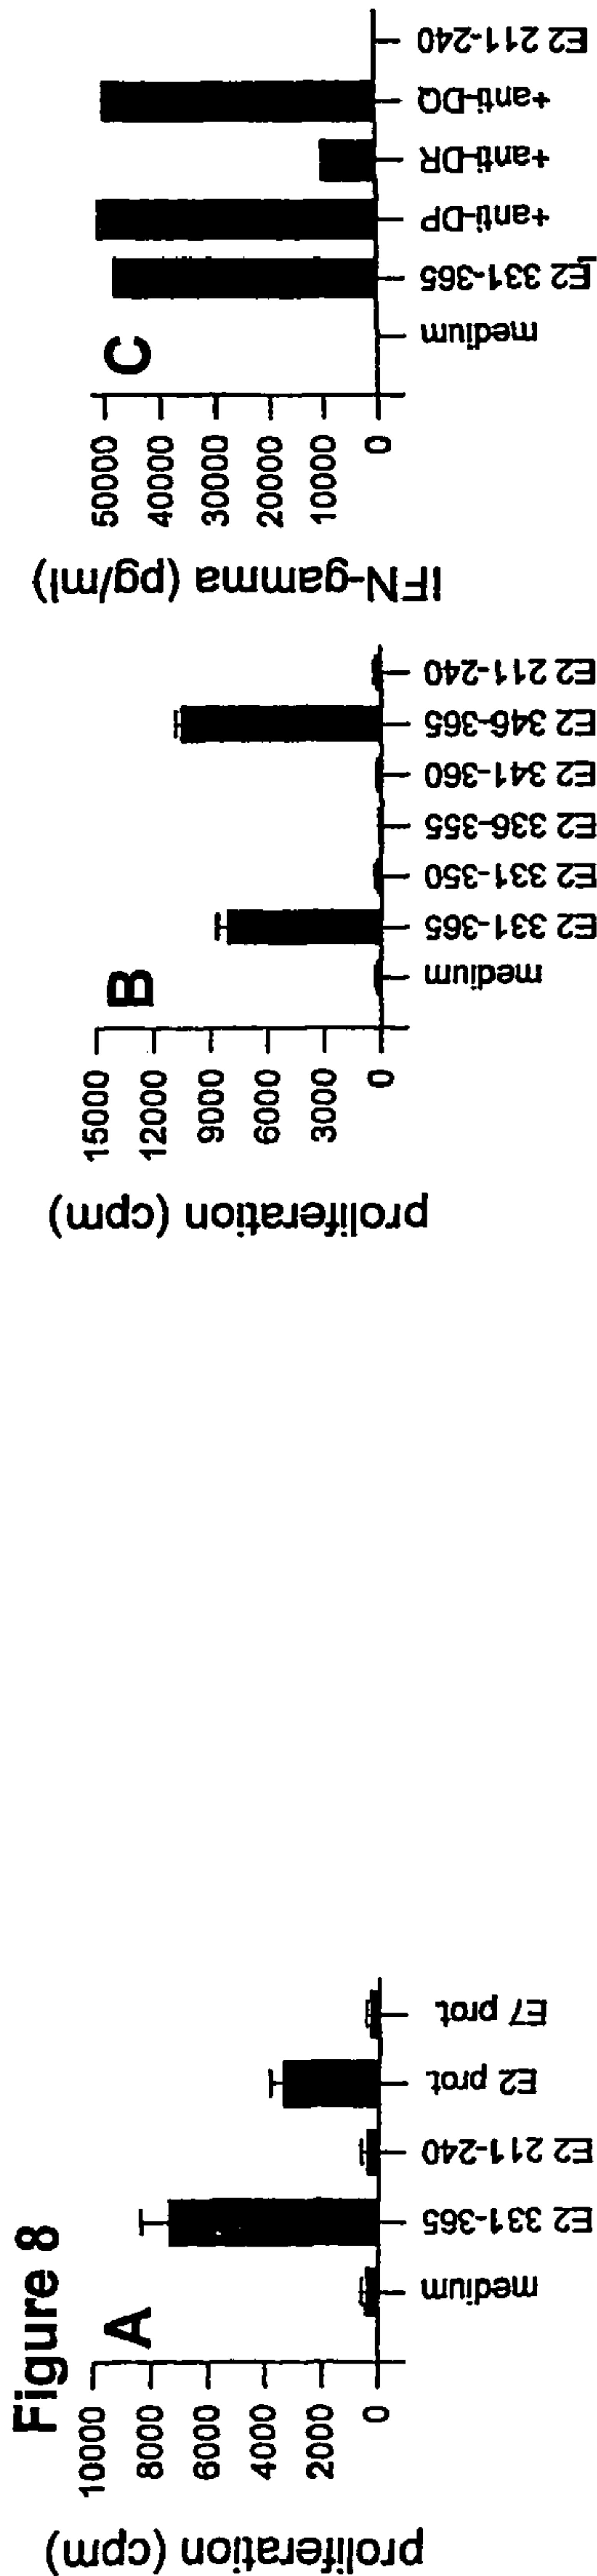 Figure 8
A
proliferation (cpm)
10000
8000
6000
4000
2000
0
medium
E2 331-365
E2 211-240
E2 prot.
E7 prot.
B
proliferation (cpm)
15000
12000
9000
6000
3000
0
medium
E2 331-365
E2 331-350
E2 336-355
E2 341-360
E2 346-365
E2 211-240
C
IFN-gamma (pg/ml)
50000
40000
30000
20000
10000
0
medium
E2 331-365
+anti-DP
+anti-DR
+anti-DQ
E2 211-240